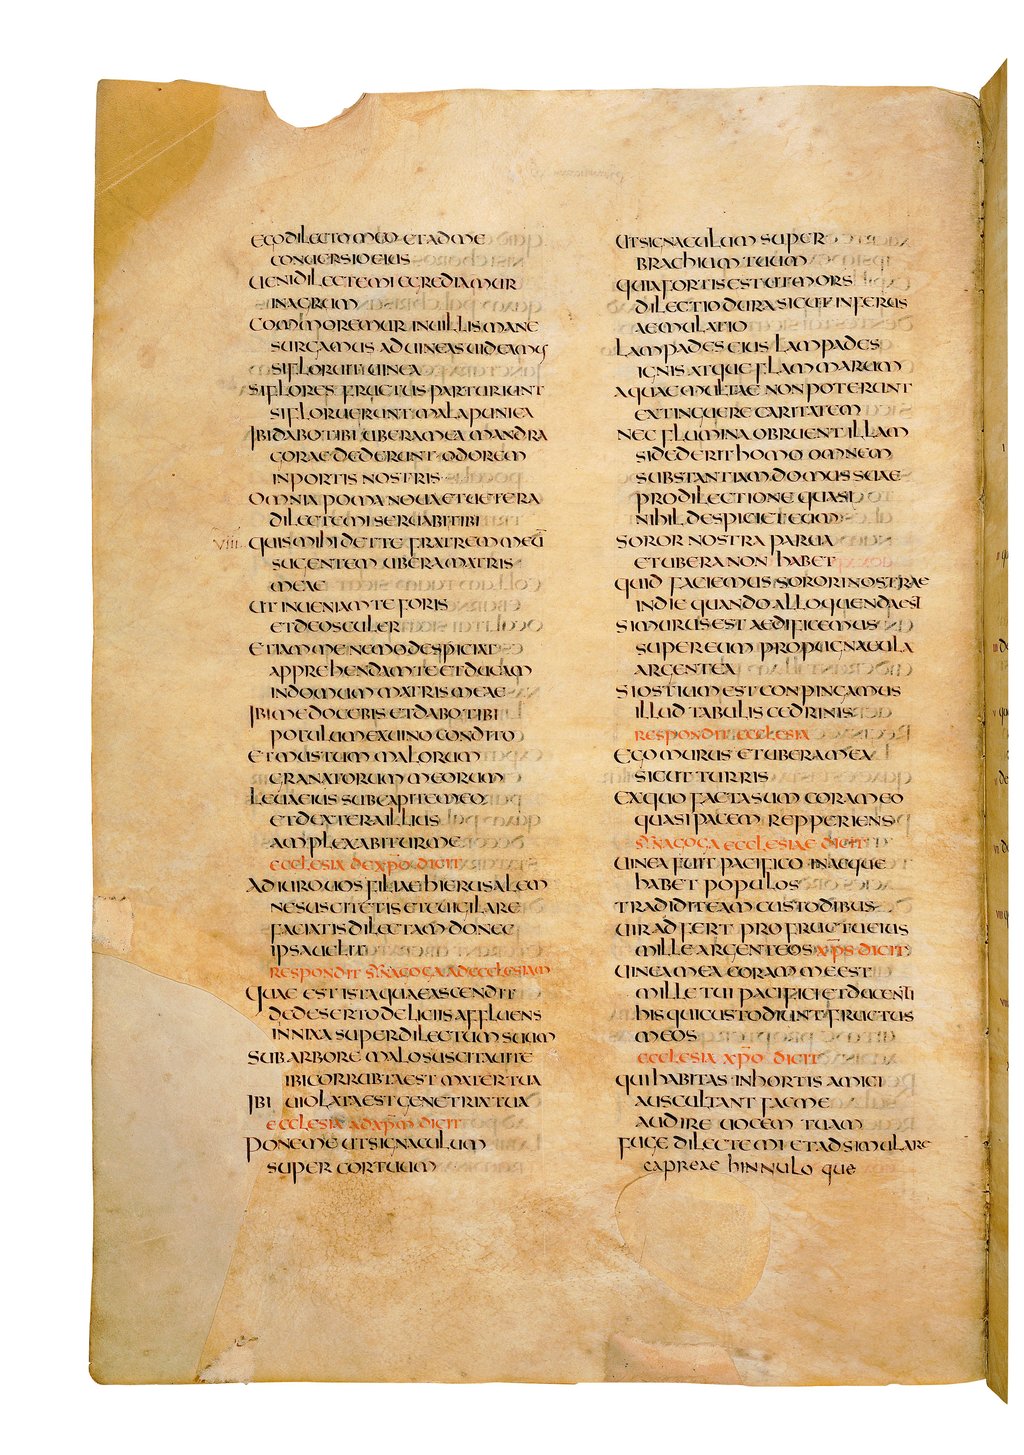 EGO DILECTO MEO ET AD ME
CONUERSIO EIUS
UENI DILECTE MI EGREDIAMUR
IN AGRUM
COMMOREMUR IN UILLIS MANE
SURGAMUS AD UINEAS UIDEAMUS
SI FLORUIT UINEA
SI FLORES FRUCTUS PARTURIUNT
SI FLORUERUNT MALA PUNICA
IBI DABO TIBI UBERA MEA MANDRA
GORAE DEDERUNT ODOREM
IN PORTIS NOSTRIS
OMNIA POMA NOUA ET UETERA
DILECTE MI SERUABI TIBI
VIII QUIS MIHI DET TE FRATREM MEŪ
SUGENTEM UBERA MATRIS
MEAE
UT INUENIAM TE FORIS
ET DEOSCULER
ET IAM ME NEMO DESPICIAT
APPREHENDAM TE ET DUCAM
IN DOMUM MATRIS MEAE
IBI ME DOCEBIS ET DABO TIBI
POTULUM EX UINO CONDITO
ET MUSTUM MALORUM
GRANATORUM MEORUM
LEUA EIUS SUB CAPITE MEO
ET DEXTERA ILLIUS
AMPLEXABITUR ME
ECCLESIA DE XP̄O DICIT
ADIURO UOS FILIAE HIERUSALEM
NE SUSCITETIS ET EUIGILARE
FACIATIS DILECTAM DONEC
IPSA UELIT
RESPONDIT SINAGOGA AD ECCLESIAM
QUAE EST ISTA QUAE ASCENDIT
DE DESERTO DELICIIS AFFLUENS
INNIXA SUPER DILECTUM SUUM
SUB ARBORE MALO SUSCITAUI TE
IBI CORRUBTA EST MATER TUA
IBI UIOLATA EST GENETRIX TUA
ECCLESIA AD XP̄M DICIT
PONE ME UT SIGNACULUM
SUPER COR TUUM
UT SIGNACULUM SUPER
BRACHIUM TUUM
QUIA FORTIS EST UT MORS
DILECTIO DURA SICUT INFERUS
AEMULATIO
LAMPADES EIUS LAMPADES
IGNIS ATQUE FLAMMARUM
AQUAE MULTAE NON POTERUNT
EXTINGUERE CARITATEM
NEC FLUMINA OBRUENT ILLAM
SI DEDERIT HOMO OMNEM
SUBSTANTIAM DOMUS SUAE
PRO DILECTIONE QUASI
NIHIL DESPICIET EUM
SOROR NOSTRA PARUA
ET UBERA NON HABET
QUID FACIEMUS SORORI NOSTRAE
IN DIE QUANDO ALLOQUENDA EST
SI MURUS EST AEDIFICEMUS
SUPER EUM PROPUGNACULA
ARGENTEA
SI OSTIUM EST CONPINGAMUS
ILLUD TABULIS CEDRINIS
RESPONDIT ECCLESIA
EGO MURUS ET UBERA MEA
SICUT TURRIS
EX QUO FACTA SUM CORAM EO
QUASI PACEM REPPERIENS
SINAGOGA ECCLESIAE DICIT
UINEA FUIT PACIFICO IN AEQUE
HABET POPULOS
TRADIDIT EAM CUSTODIBUS
UIR ADFERT PRO FRUCTU EIUS
MILLE ARGENTEOS XP̄S DICIT
UINEA MEA CORAM ME EST
MILLE TUI PACIFICI ET DUCENTI
HIS QUI CUSTODIUNT FRUCTUS
MEOS
ECCLESIA XP̄O DICIT
QUI HABITAS IN HORTIS AMICI
AUSCULTANT FAC ME
AUDIRE UOCEM TUAM
FUGE DILECTE MI ET ADSIMULARE
CAPREAE HINNULO QUE